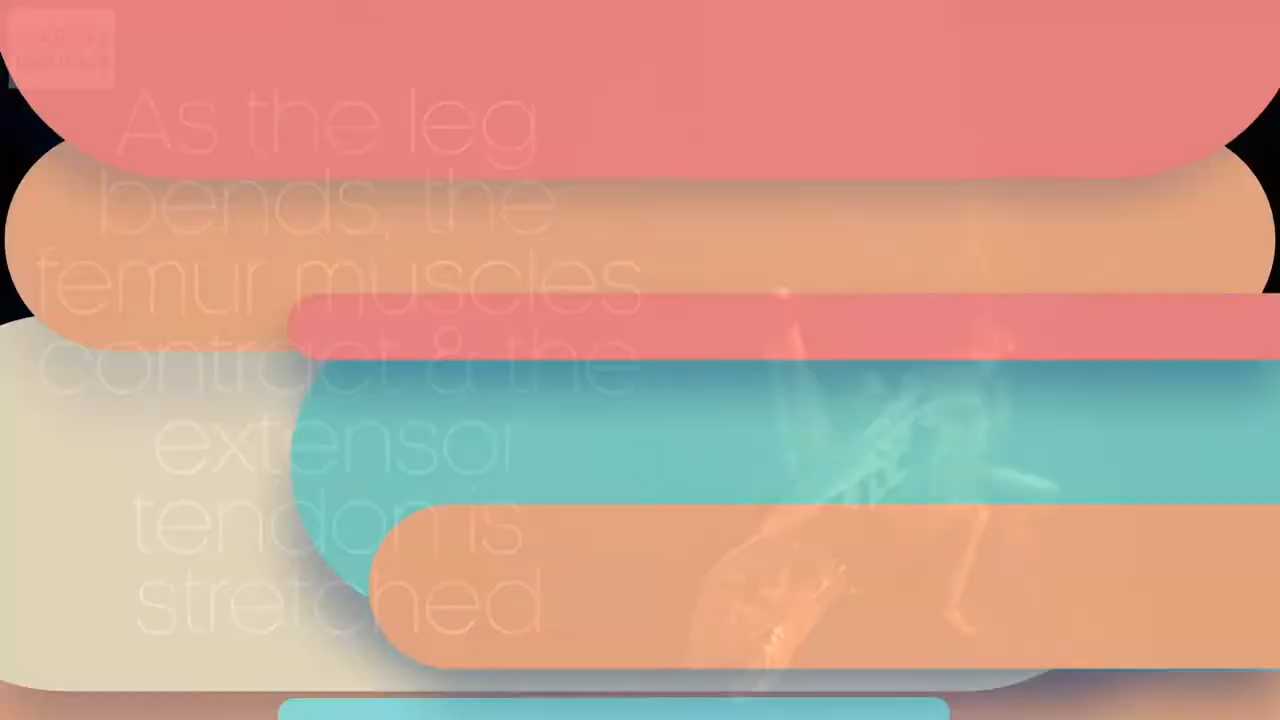 As the leg
bends, the
femur muscles
contract & the
extensor
tendon is
stretched